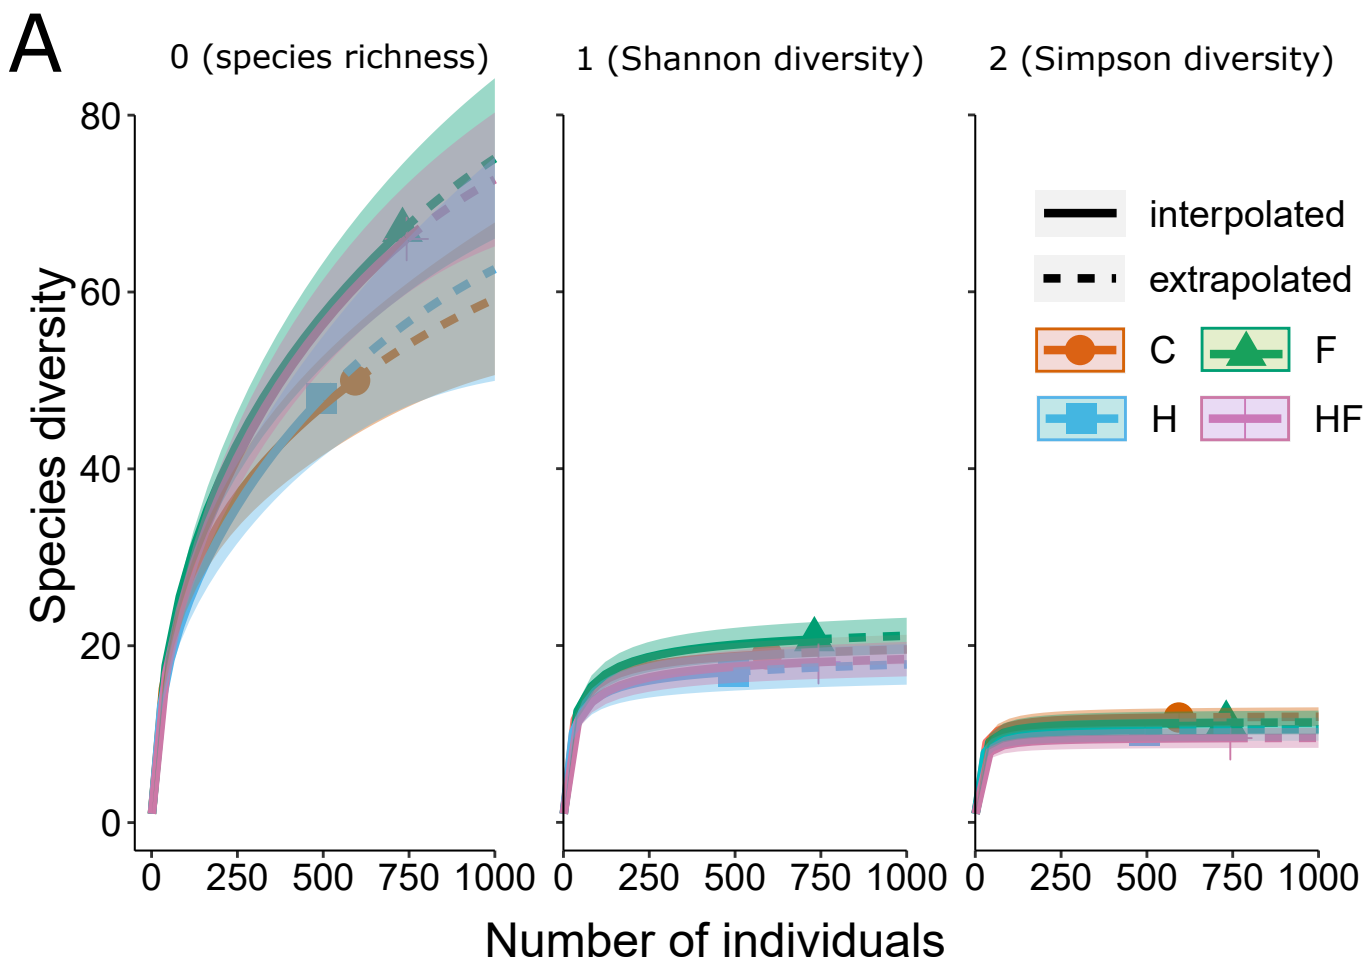 A
0 (species richness)
1 (Shannon diversity)
2 (Simpson diversity)
Species diversity
80
60
40
20
0
interpolated
extrapolated
C
F
H
HF
0 250 500 750 1000
0 250 500 750 1000
0 250 500 750 1000
Number of individuals